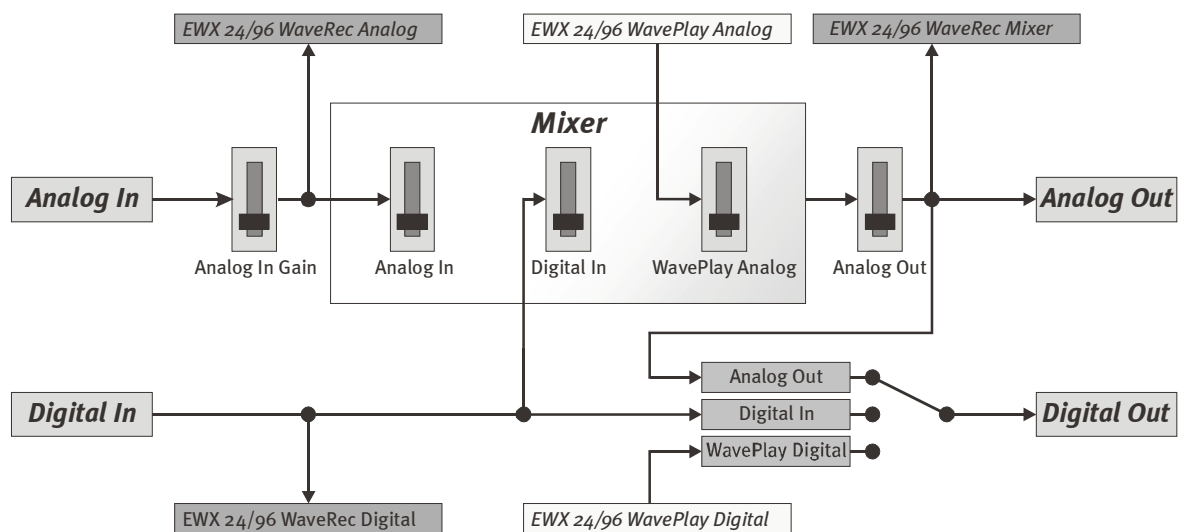 EWX 24/96 WaveRec Analog
EWX 24/96 WavePlay Analog
EWX 24/96 WaveRec Mixer
Mixer
Analog In
Analog Out
Analog In Gain
Analog In
Digital In
WavePlay Analog
Analog Out
Analog Out
Digital In
Digital In
Digital Out
WavePlay Digital
EWX 24/96 WaveRec Digital
EWX 24/96 WavePlay Digital